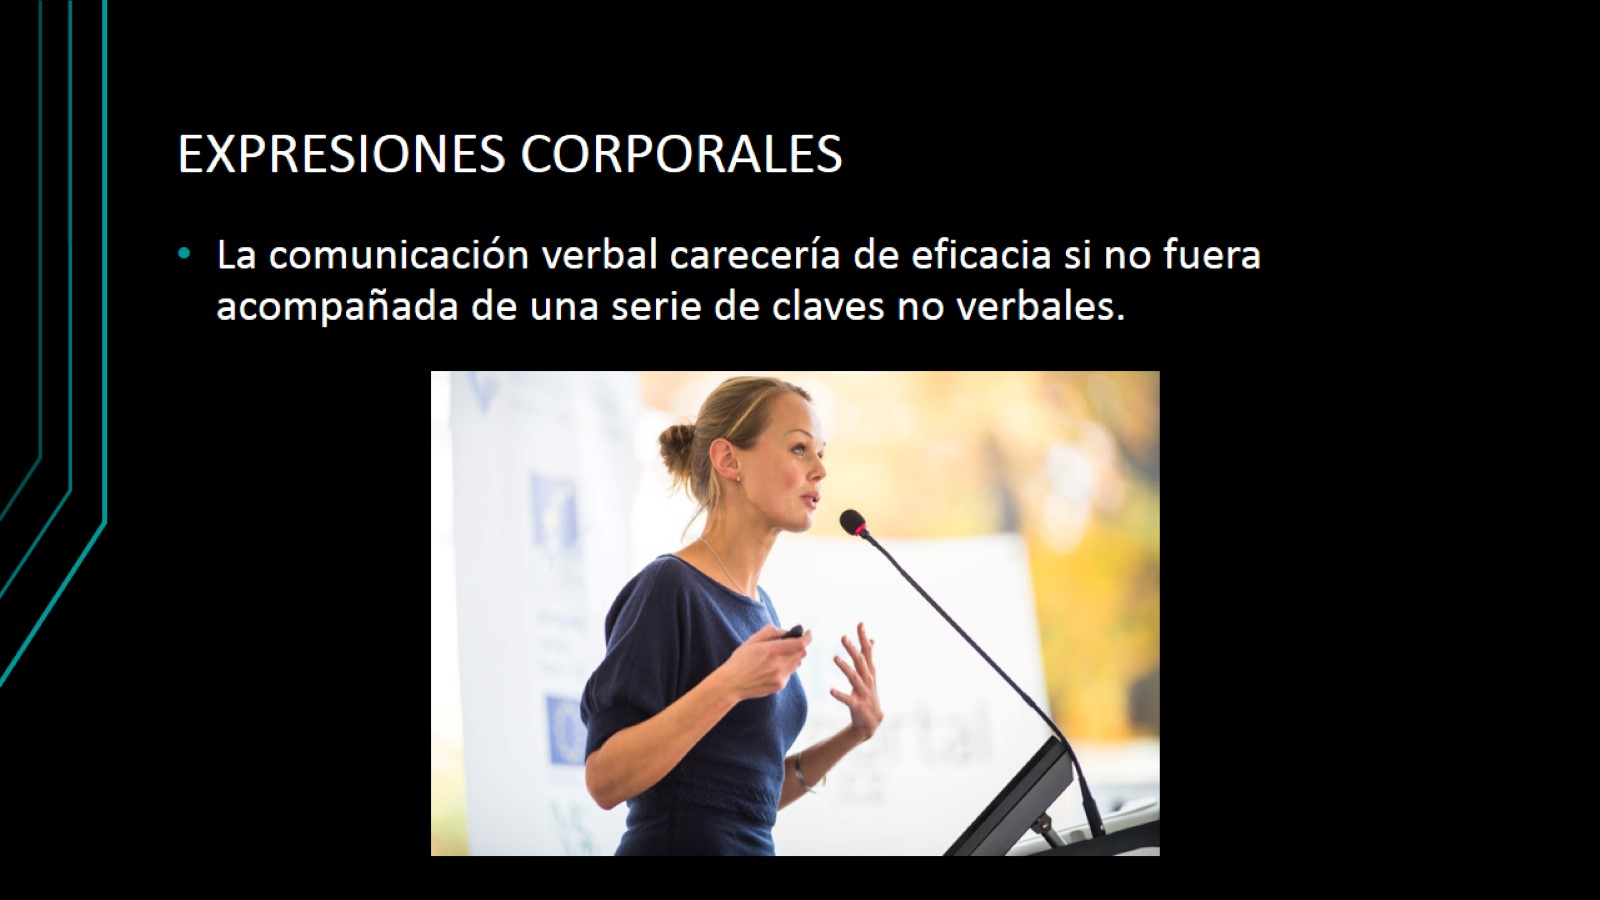 EXPRESIONES CORPORALES
• La comunicación verbal carecería de eficacia si no fuera
acompañada de una serie de claves no verbales.